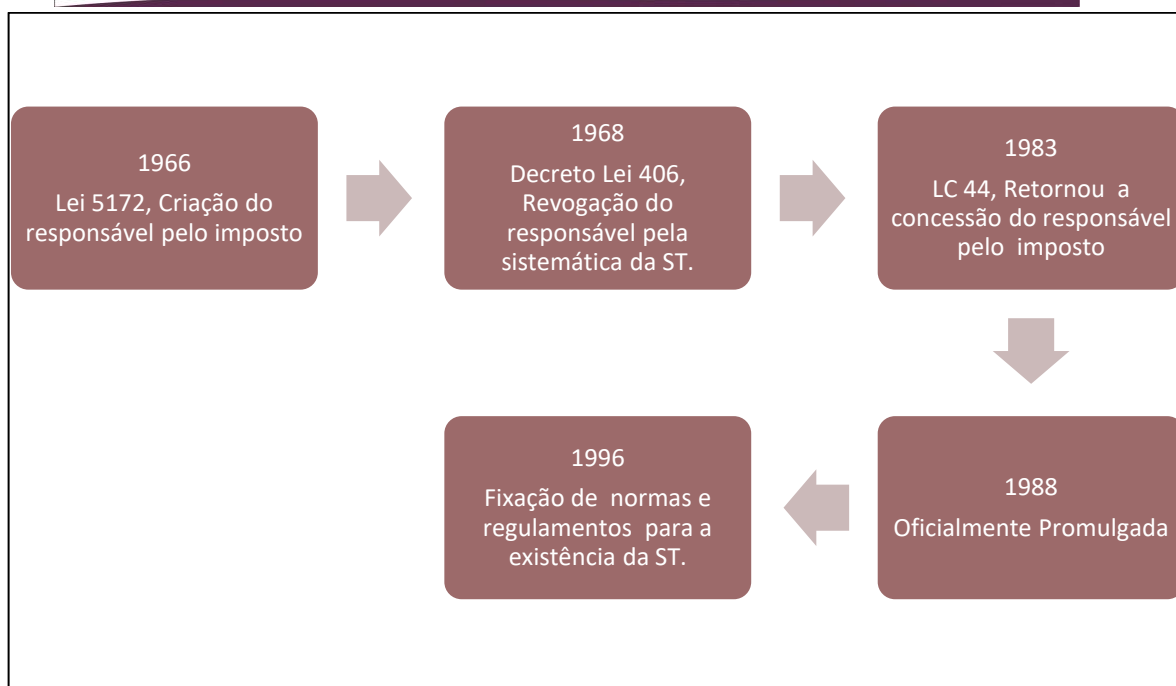 1966
Lei 5172, Criação do
responsável pelo imposto
1968
Decreto Lei 406,
Revogação do
responsável pela
sistemática da ST.
1983
LC 44, Retornou a
concessão do responsável
pelo imposto
1988
Oficialmente Promulgada
1996
Fixação de normas e
regulamentos para a
existência da ST.